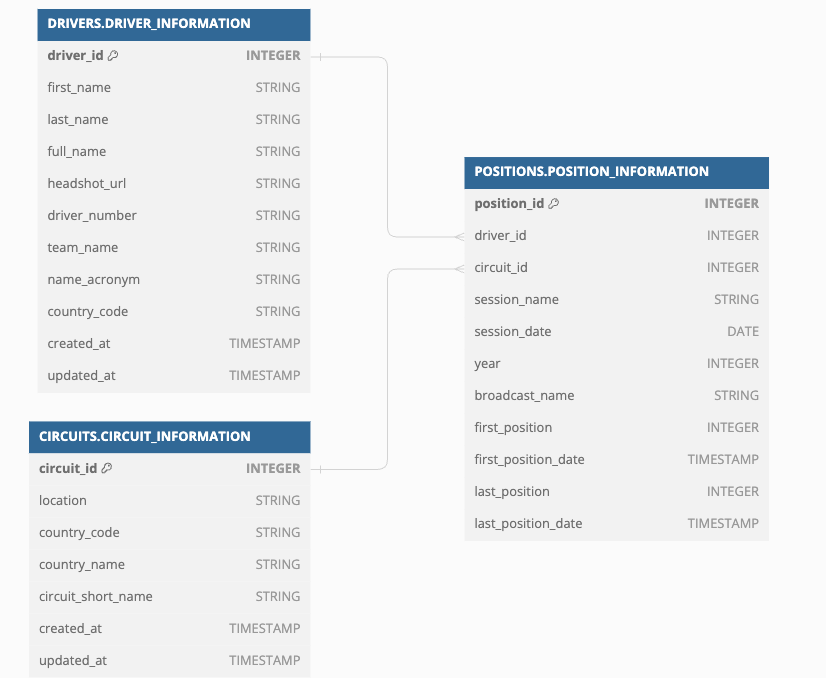 DRIVERS.DRIVER_INFORMATION
driver_id INTEGER
first_name STRING
last_name STRING
full_name STRING
headshot_url STRING
driver_number STRING
team_name STRING
name_acronym STRING
country_code STRING
created_at TIMESTAMP
updated_at TIMESTAMP
CIRCUITS.CIRCUIT_INFORMATION
circuit_id INTEGER
location STRING
country_code STRING
country_name STRING
circuit_short_name STRING
created_at TIMESTAMP
updated_at TIMESTAMP
POSITIONS.POSITION_INFORMATION
position_id INTEGER
driver_id INTEGER
circuit_id INTEGER
session_name STRING
session_date DATE
year INTEGER
broadcast_name STRING
first_position INTEGER
first_position_date TIMESTAMP
last_position INTEGER
last_position_date TIMESTAMP